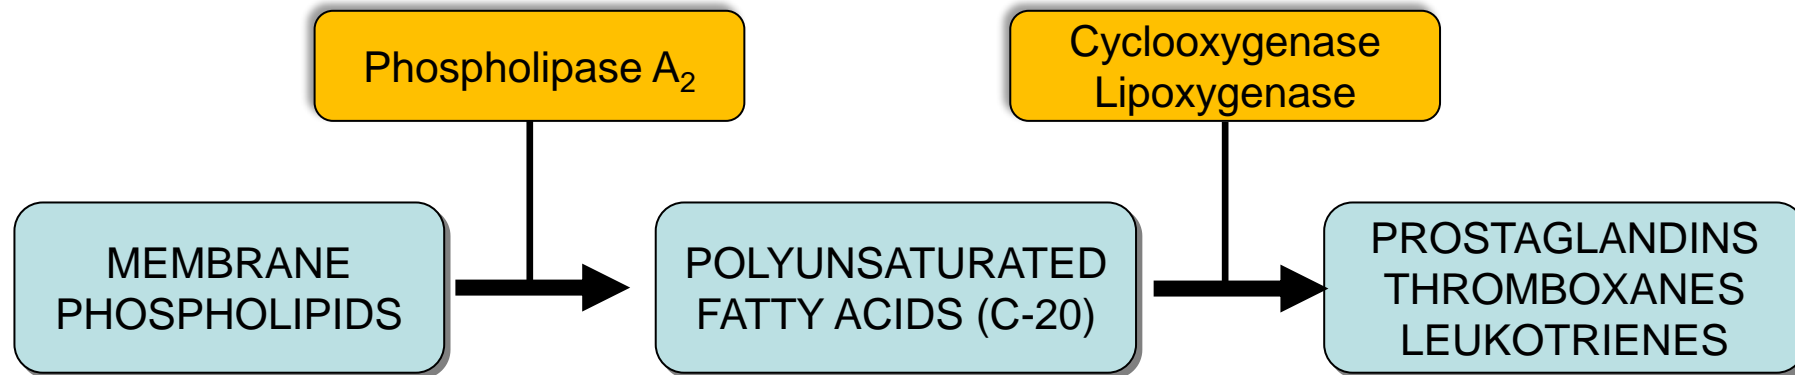 Phospholipase A₂
Cyclooxygenase
Lipoxygenase
MEMBRANE
PHOSPHOLIPIDS
POLYUNSATURATED
FATTY ACIDS (C-20)
PROSTAGLANDINS
THROMBOXANES
LEUKOTRIENES